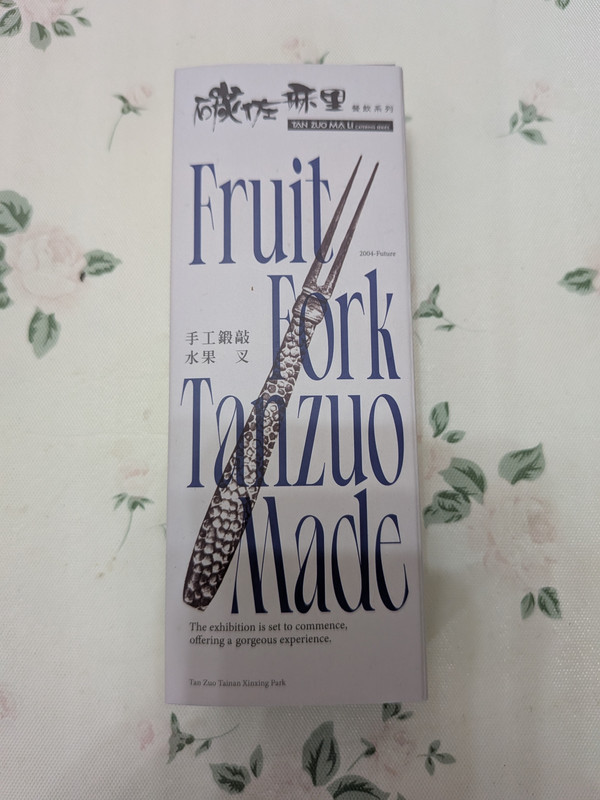 碳佐麻里 餐飲系列
TAN ZUO MA LI
Fruit
2004-Future
Fork
手工鍛敲
水果 叉
Tanzuo
Made
The exhibition is set to commence,
offering a gorgeous experience.
Tan Zuo Tainan Xinxing Park